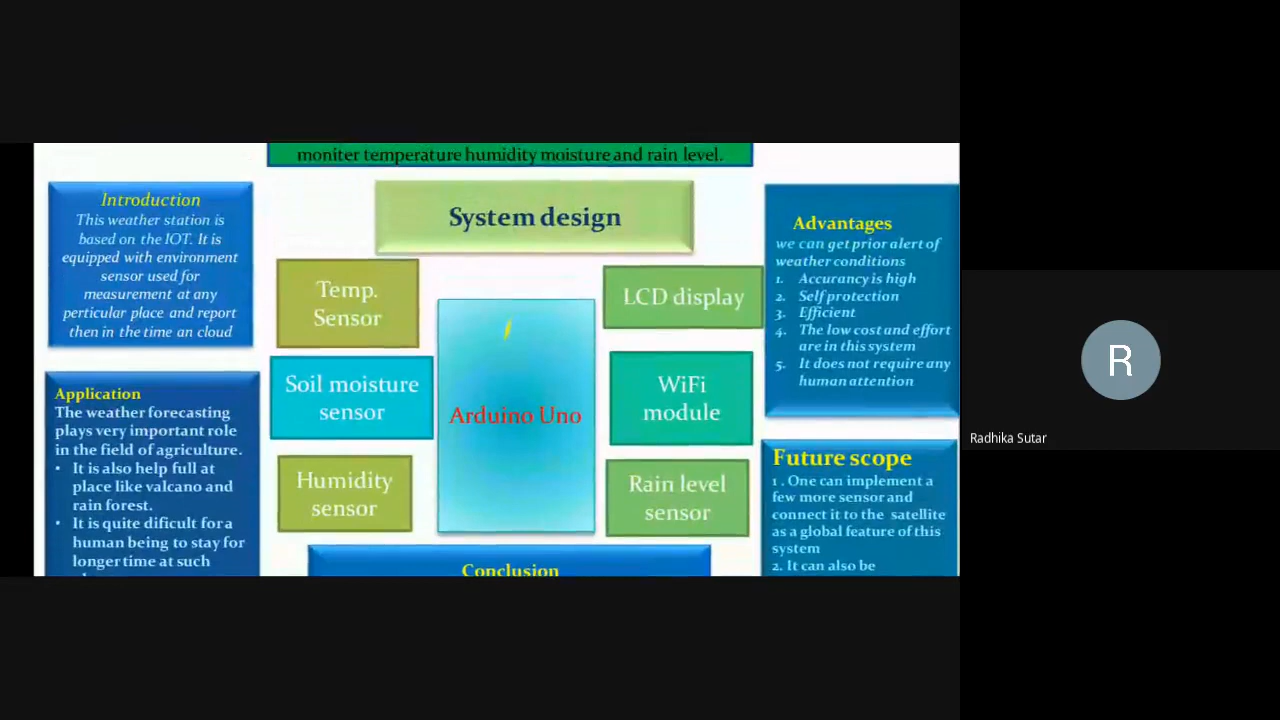 moniter temperature humidity moisture and rain level.
Introduction
This weather station is
based on the IOT. It is
equipped with environment
sensor used for
measurement at any
perticular place and report
then in the time an cloud
Application
The weather forecasting
plays very important role
in the field of agriculture.
• It is also help full at
place like valcano and
rain forest.
• It is quite dificult for a
human being to stay for
longer time at such
System design
Temp.
Sensor
Soil moisture
sensor
Humidity
sensor
Arduino Uno
LCD display
WiFi
module
Rain level
sensor
Conclusion
Advantages
we can get prior alert of
weather conditions
1. Accurancy is high
2. Self protection
3. Efficient
4. The low cost and effort
are in this system
5. It does not require any
human attention
Future scope
1 . One can implement a
few more sensor and
connect it to the satellite
as a global feature of this
system
2. It can also be
R
Radhika Sutar